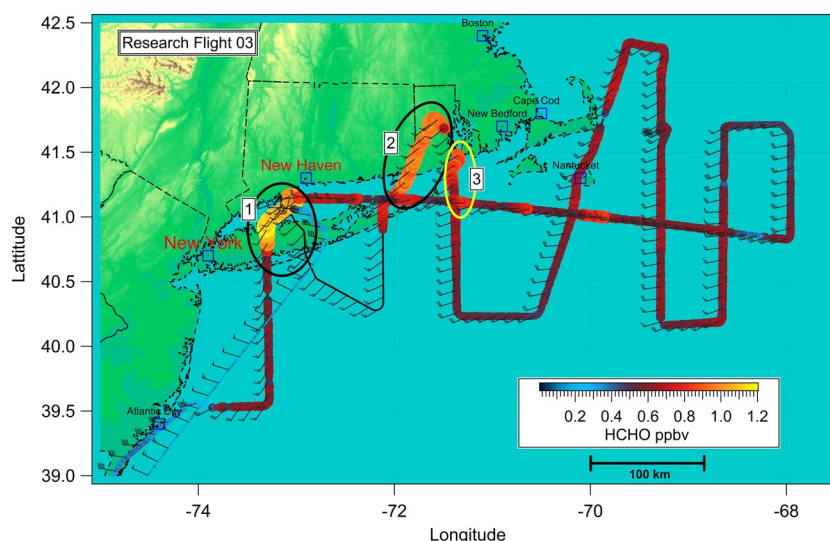 Research Flight 03
42.5
42.0
41.5
41.0
40.5
40.0
39.5
39.0
Lattitude
Boston
Cape Cod
New Bedford
Nantucket
New Haven
New York
Atlantic City
1
2
3
0.2 0.4 0.6 0.8 1.0 1.2
HCHO ppbv
100 km
-74 -72 -70 -68
Longitude